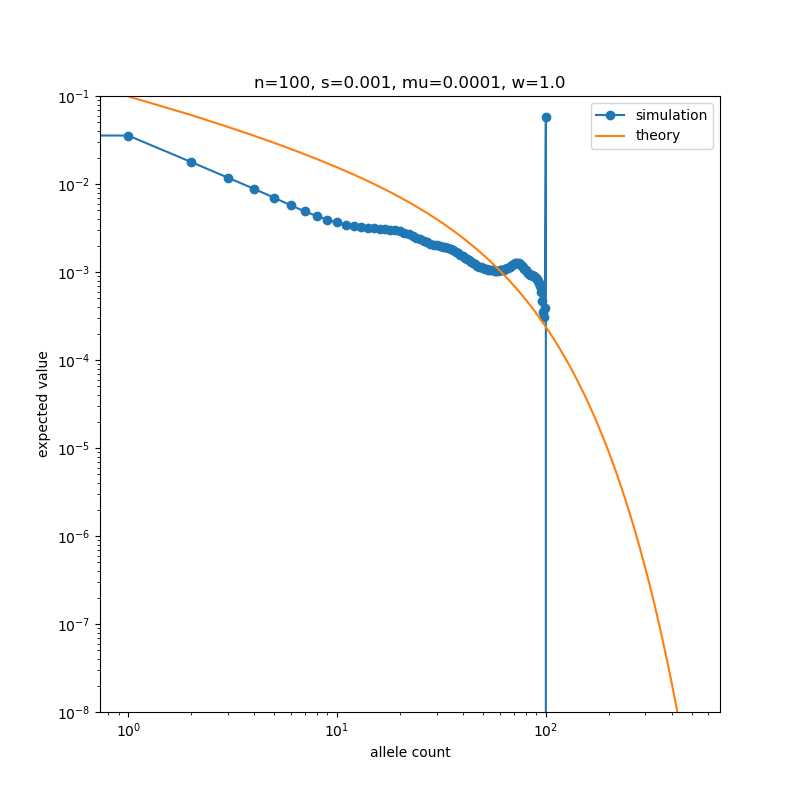 n=100, s=0.001, mu=0.0001, w=1.0
simulation
theory
10⁻¹
10⁻²
10⁻³
10⁻⁴
10⁻⁵
10⁻⁶
10⁻⁷
10⁻⁸
expected value
10⁰ 10¹ 10²
allele count